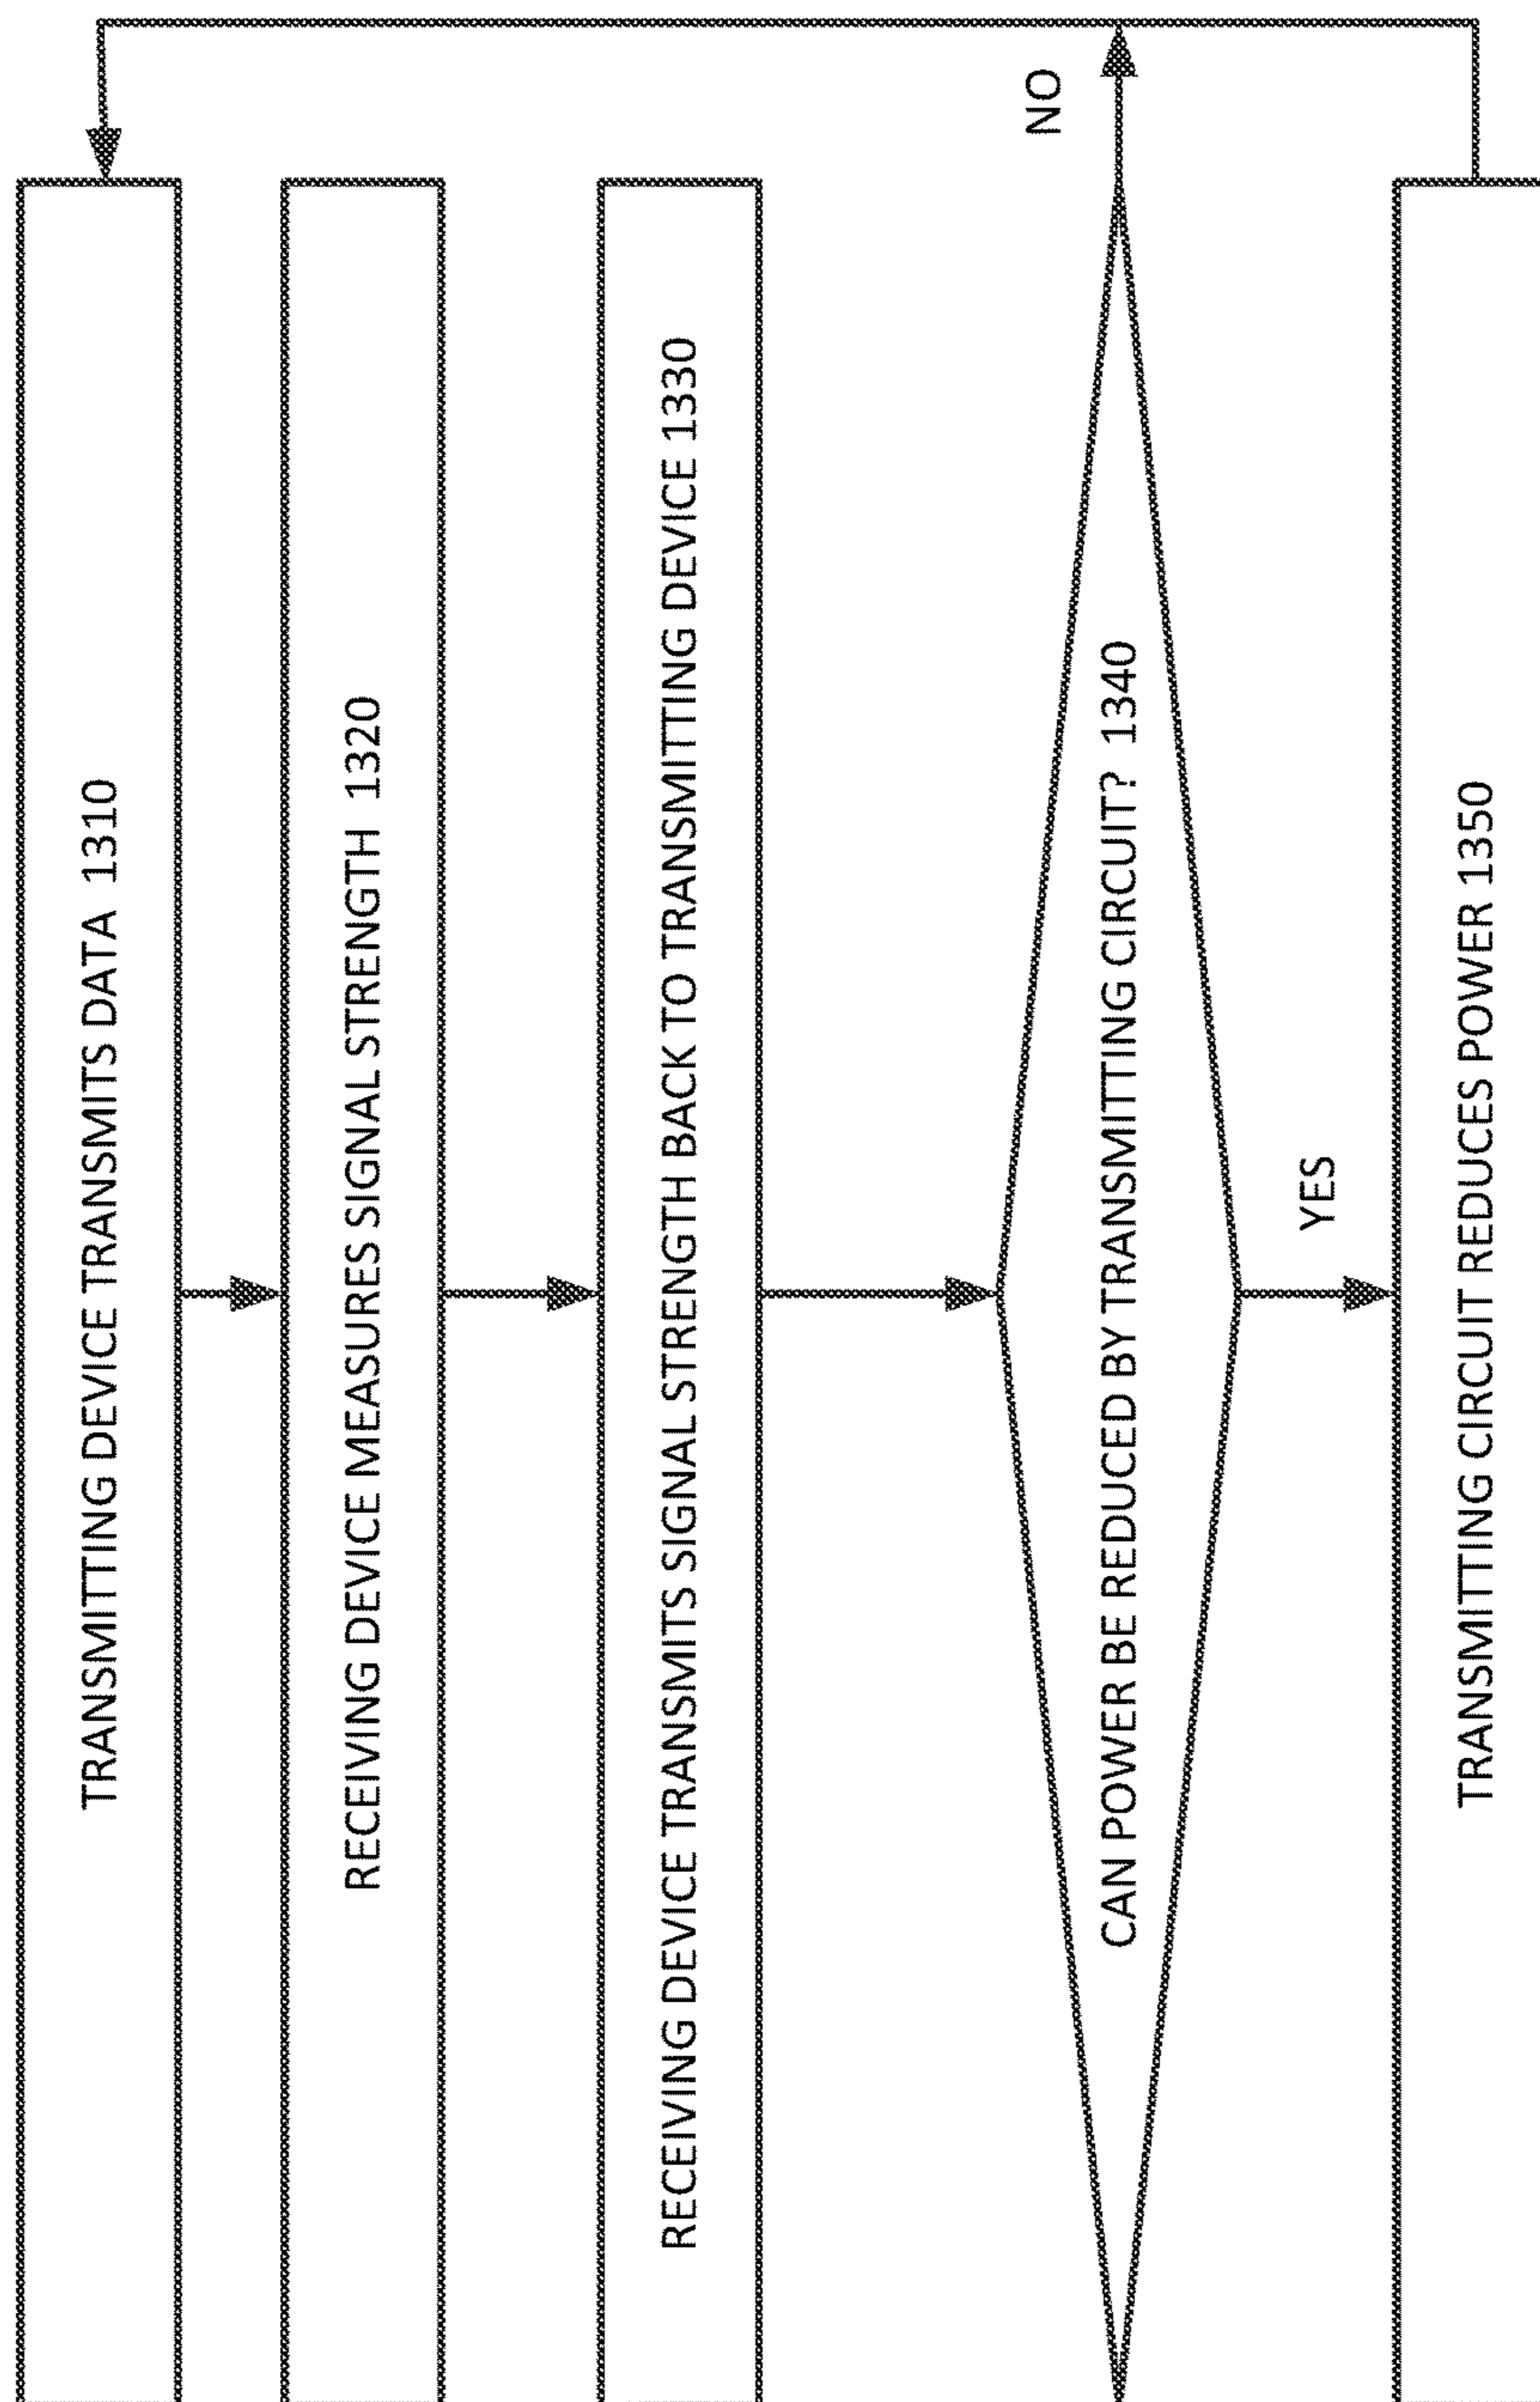 TRANSMITTING DEVICE TRANSMITS DATA 1310
RECEIVING DEVICE MEASURES SIGNAL STRENGTH 1320
RECEIVING DEVICE TRANSMITS SIGNAL STRENGTH BACK TO TRANSMITTING DEVICE 1330
CAN POWER BE REDUCED BY TRANSMITTING CIRCUIT? 1340
NO
YES
TRANSMITTING CIRCUIT REDUCES POWER 1350